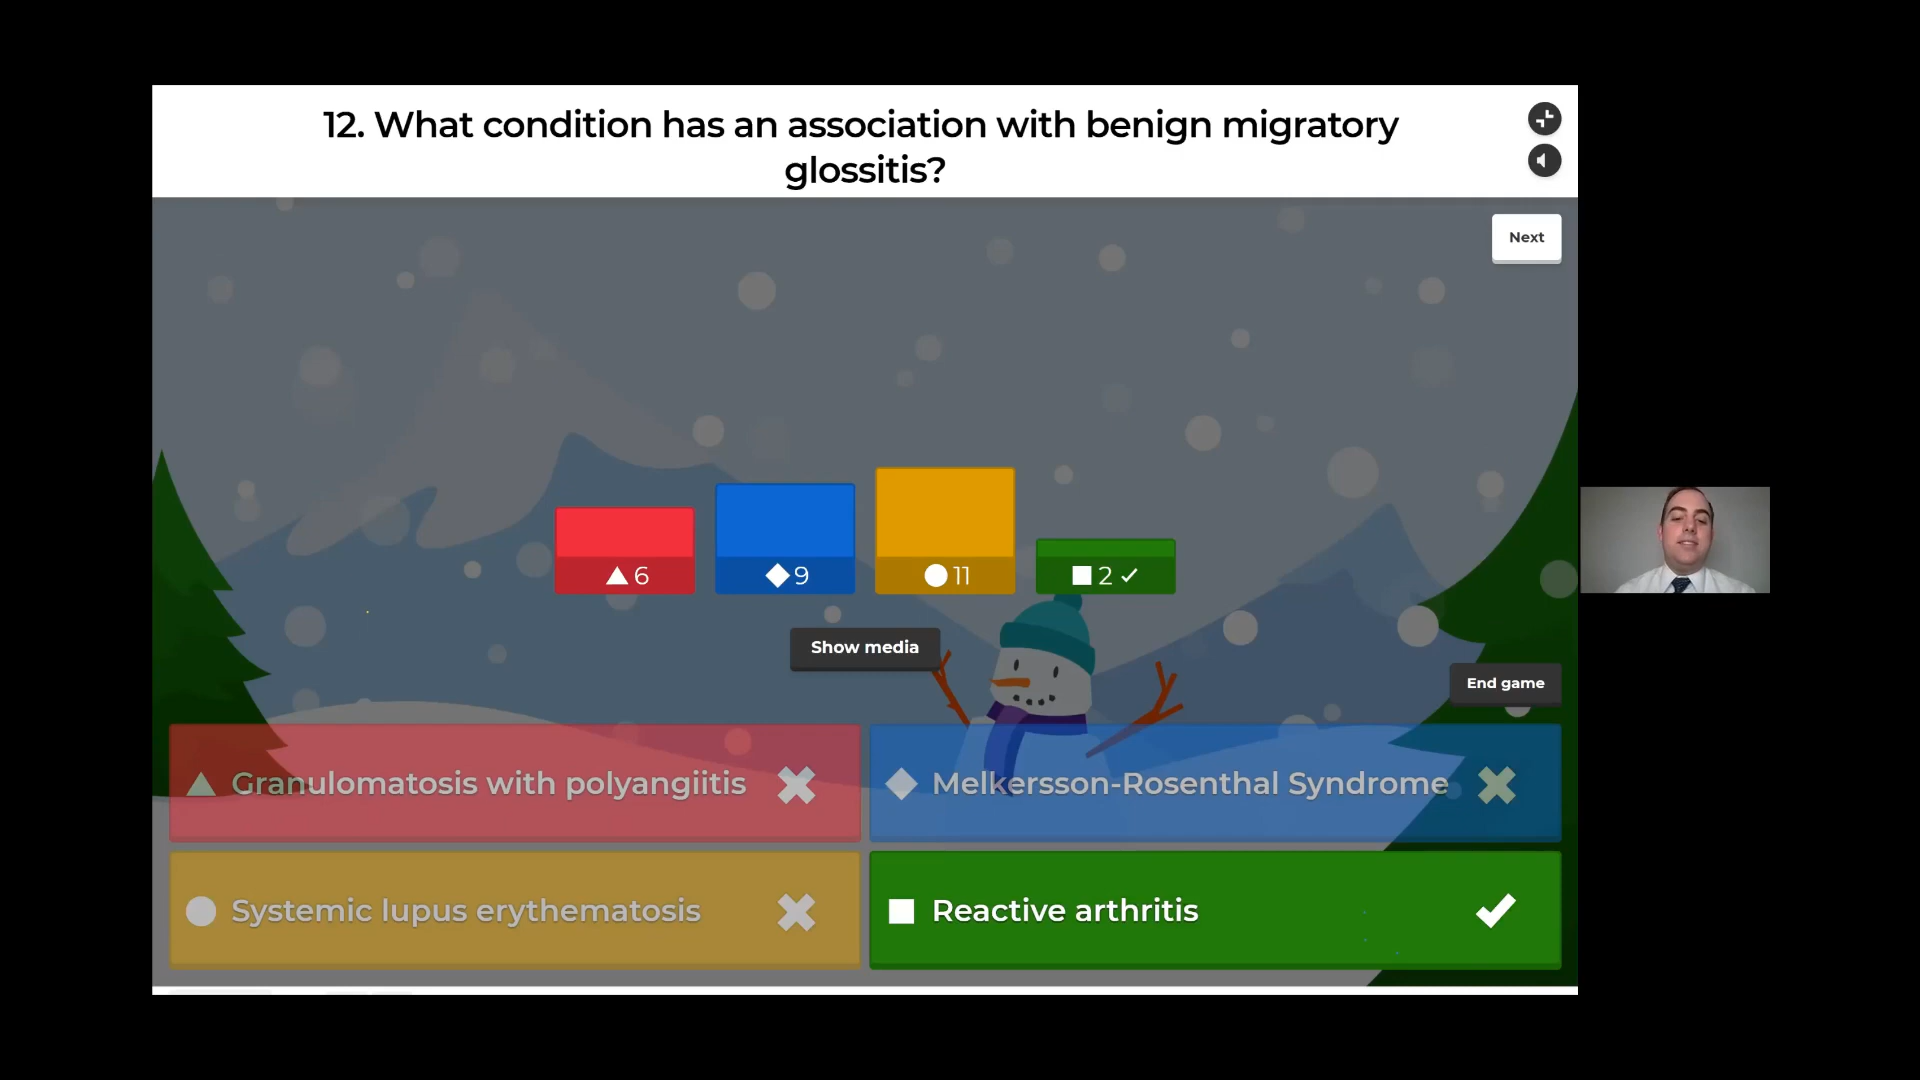 12. What condition has an association with benign migratory
glossitis?
Next
6
9
11
2
Show media
End game
Granulomatosis with polyangiitis
Melkersson-Rosenthal Syndrome
Systemic lupus erythematosis
Reactive arthritis